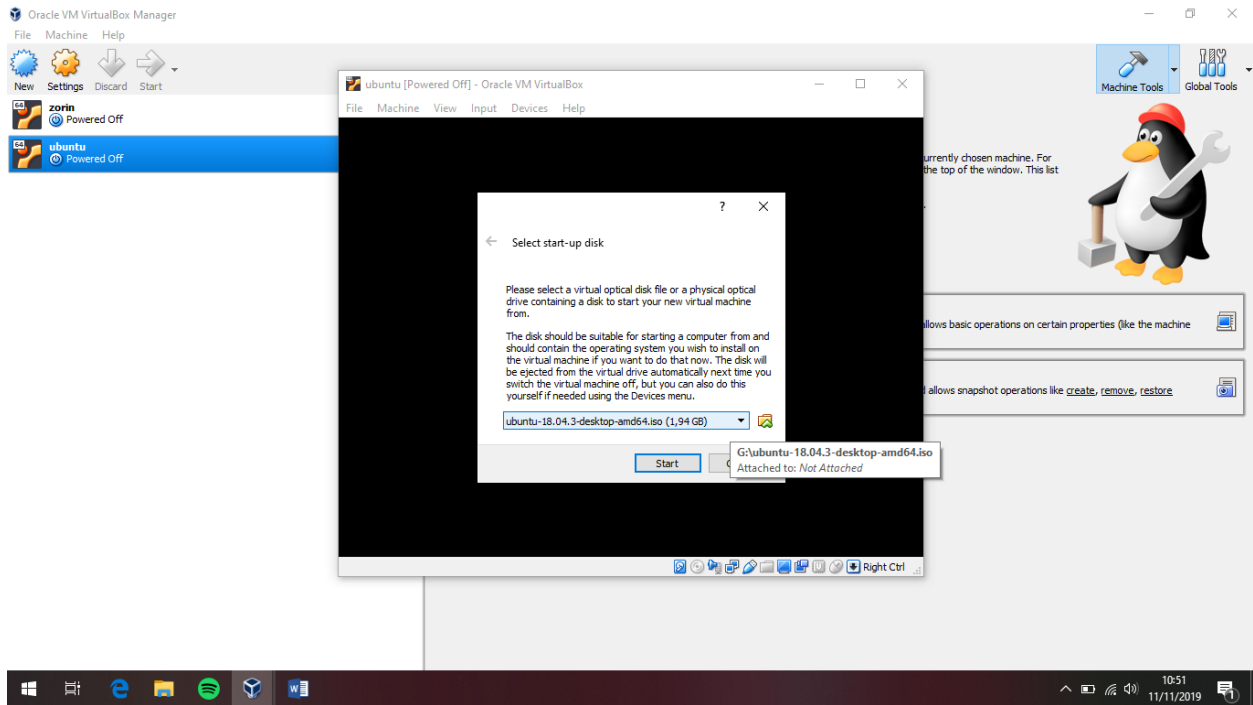 Oracle VM VirtualBox Manager
File Machine Help
New Settings Discard Start
Machine Tools Global Tools
64 zorin
Powered Off
64 ubuntu
Powered Off
ubuntu [Powered Off] - Oracle VM VirtualBox
File Machine View Input Devices Help
?
Select start-up disk
Please select a virtual optical disk file or a physical optical
drive containing a disk to start your new virtual machine
from.
The disk should be suitable for starting a computer from and
should contain the operating system you wish to install on
the virtual machine if you want to do that now. The disk will
be ejected from the virtual drive automatically next time you
switch the virtual machine off, but you can also do this
yourself if needed using the Devices menu.
ubuntu-18.04.3-desktop-amd64.iso (1,94 GB)
Start
G:\ubuntu-18.04.3-desktop-amd64.iso
Attached to: Not Attached
Right Ctrl
urrently chosen machine. For
the top of the window. This list
llows basic operations on certain properties (like the machine
allows snapshot operations like create, remove, restore
10:51
11/11/2019
1